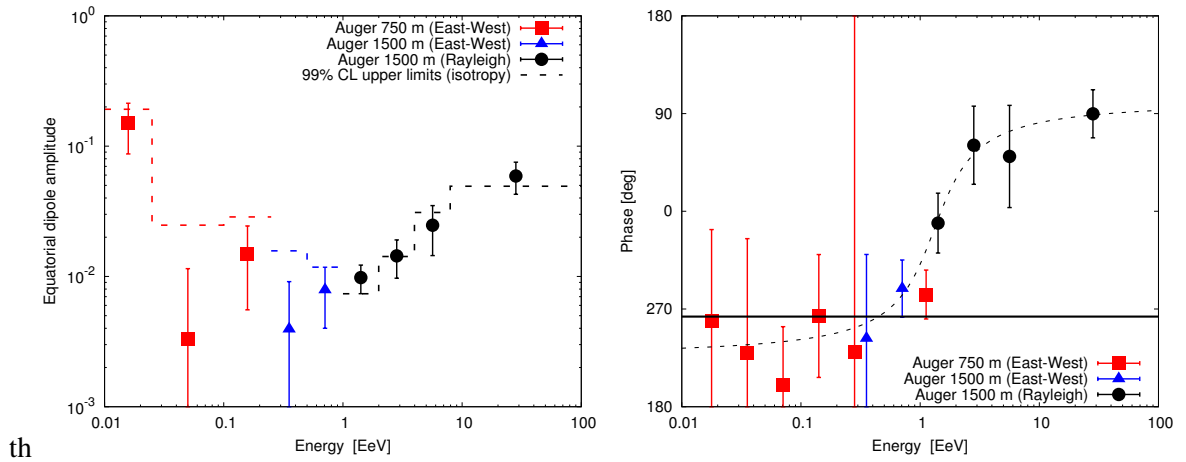 10^0
10^-1
10^-2
10^-3
Equatorial dipole amplitude
0.01 0.1 1 10 100
Energy [EeV]
Auger 750 m (East-West)
Auger 1500 m (East-West)
Auger 1500 m (Rayleigh)
99% CL upper limits (isotropy)
180
90
0
270
180
Phase [deg]
0.01 0.1 1 10 100
Energy [EeV]
Auger 750 m (East-West)
Auger 1500 m (East-West)
Auger 1500 m (Rayleigh)
th